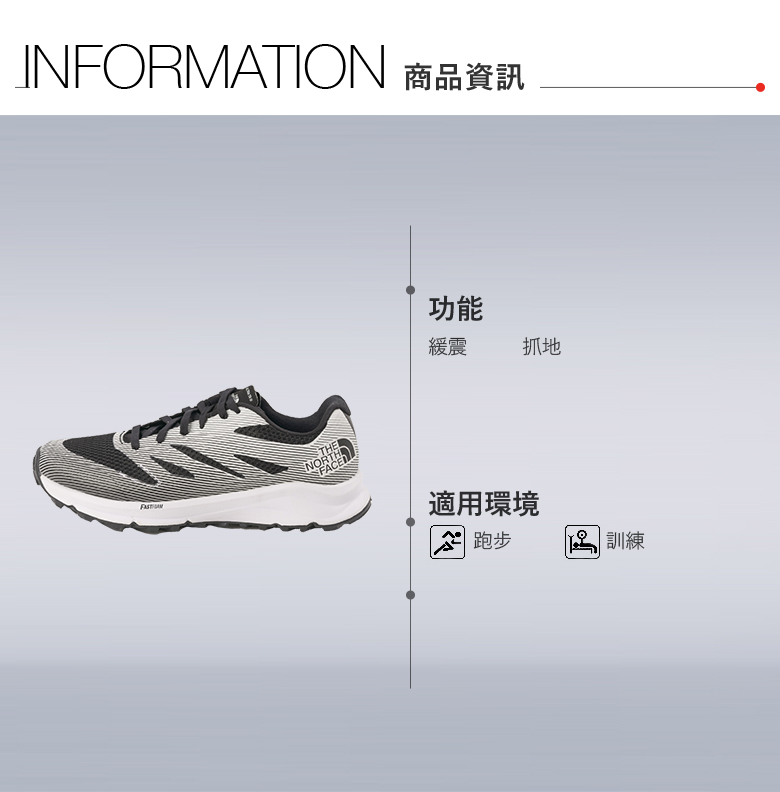 INFORMATION 商品資訊
功能
緩震 抓地
THE
NORTH
FACE
適用環境
FASTFOAM
跑步 訓練